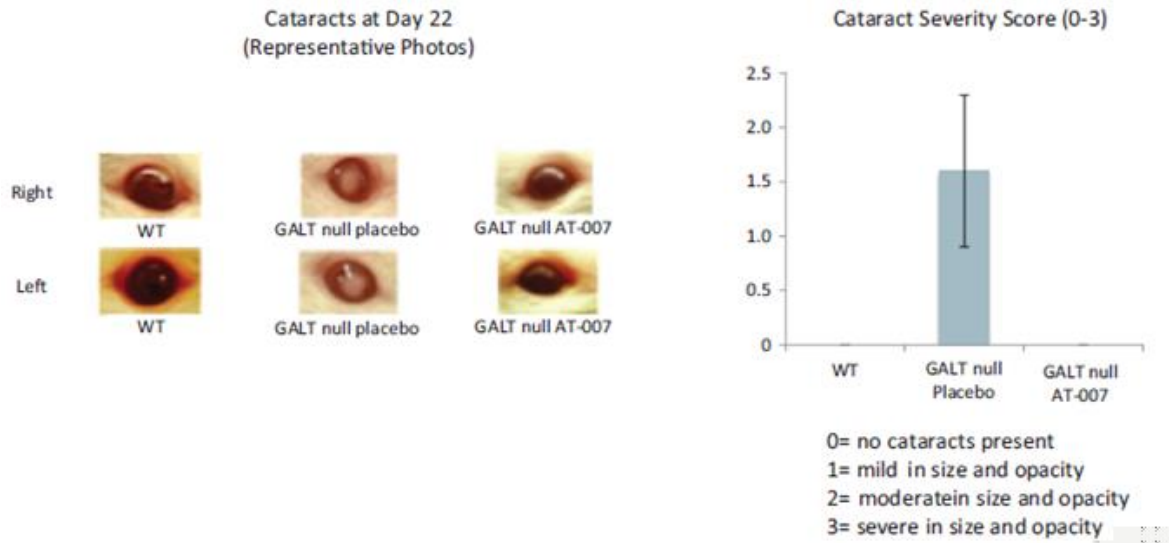 Cataracts at Day 22
(Representative Photos)
Right
WT
GALT null placebo
GALT null AT-007
Left
WT
GALT null placebo
GALT null AT-007
Cataract Severity Score (0-3)
2.5
2.0
1.5
1.0
0.5
0
WT
GALT null
Placebo
GALT null
AT-007
0= no cataracts present
1= mild in size and opacity
2= moderatein size and opacity
3= severe in size and opacity